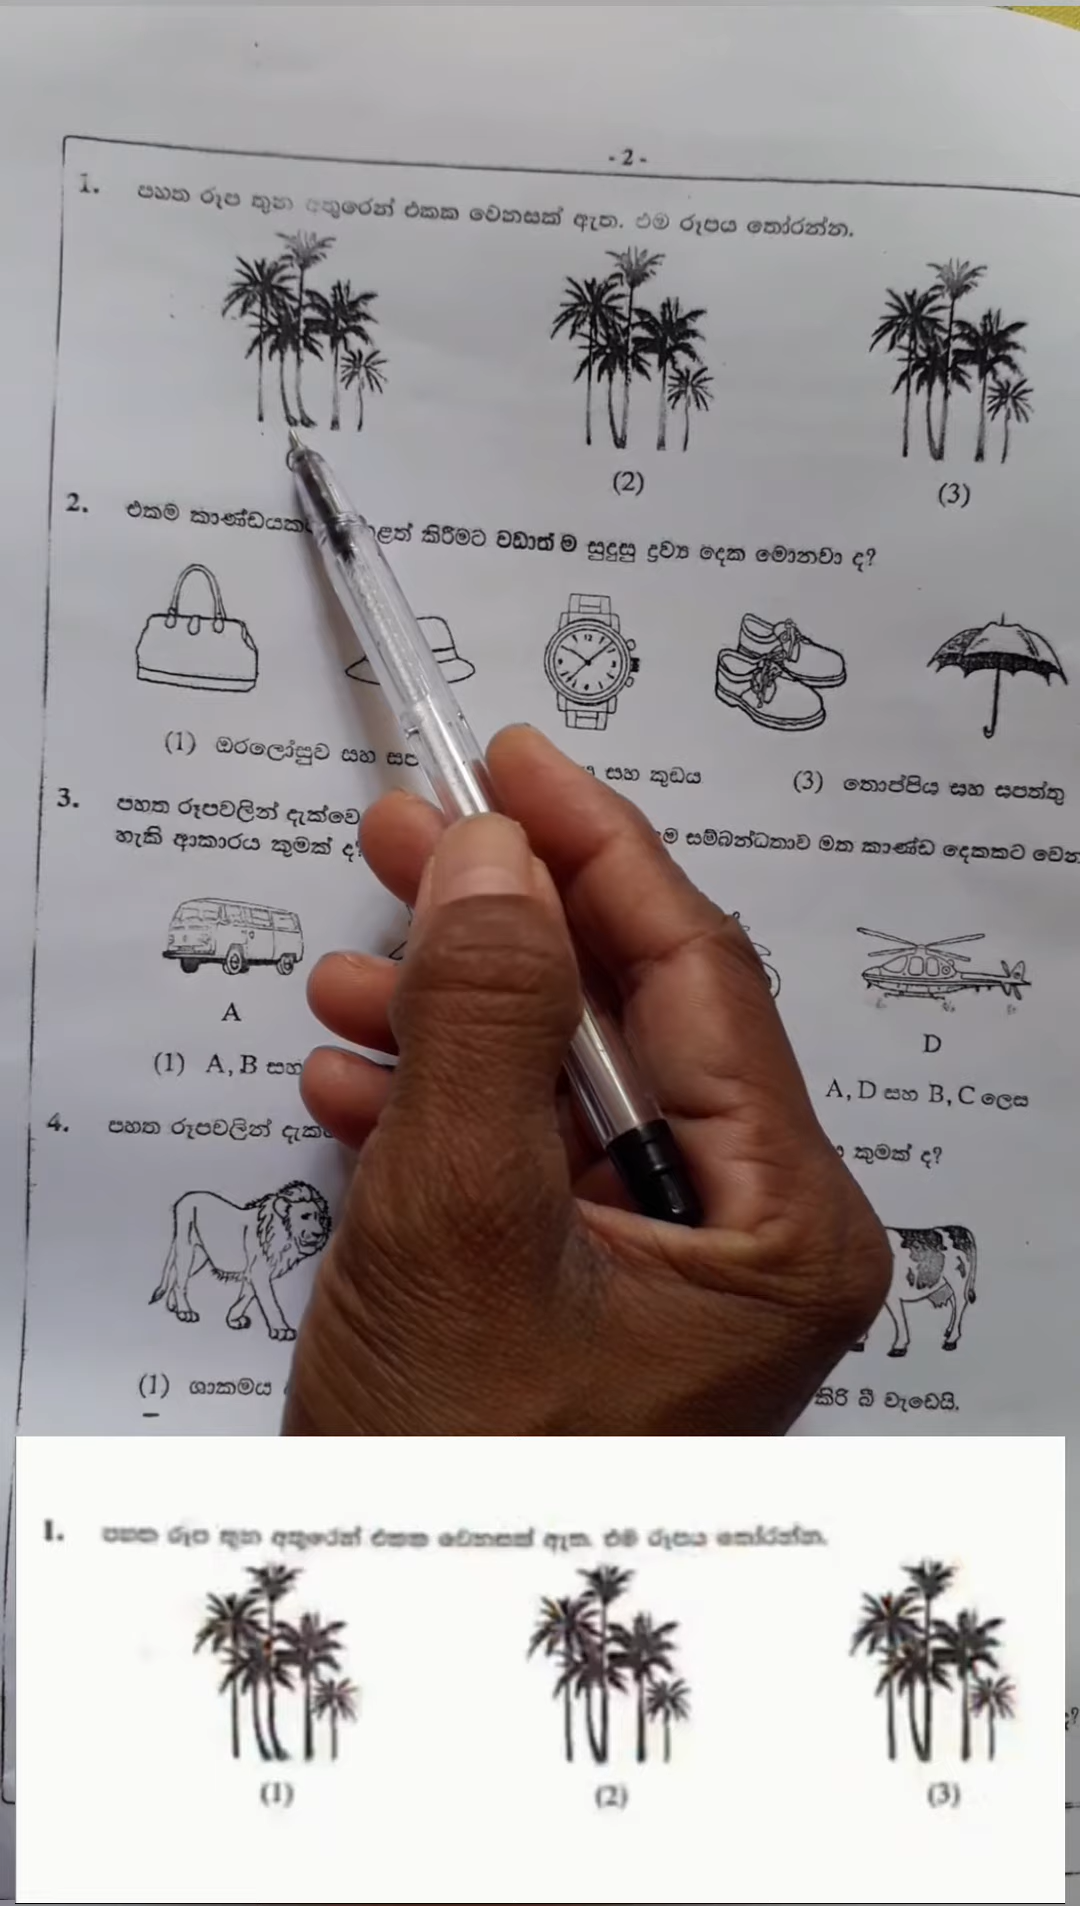 - 2 -
1. පහත රූප තුන අතුරෙන් එකක වෙනසක් ඇත. එම රූපය තෝරන්න.
(2) (3)
2. එකම කාණ්ඩයක ළත් කිරීමට වඩාත් ම සුදුසු ද්‍රව්‍ය දෙක මොනවා ද?
(1) ඔරලෝසුව සහ සප සහ කුඩය (3) තොප්පිය සහ සපත්තු
3. පහත රූපවලින් දැක්වෙ ම සම්බන්ධතාව මත කාණ්ඩ දෙකකට වෙන
හැකි ආකාරය කුමක් ද?
A D
(1) A, B සහ A, D සහ B, C ලෙස
4. පහත රූපවලින් දැක කුමක් ද?
(1) ශාකමය කිරි බී වැඩෙයි.
1. පහත රූප තුන අතුරෙන් එකක වෙනසක් ඇත. එම රූපය තෝරන්න.
(1) (2) (3)